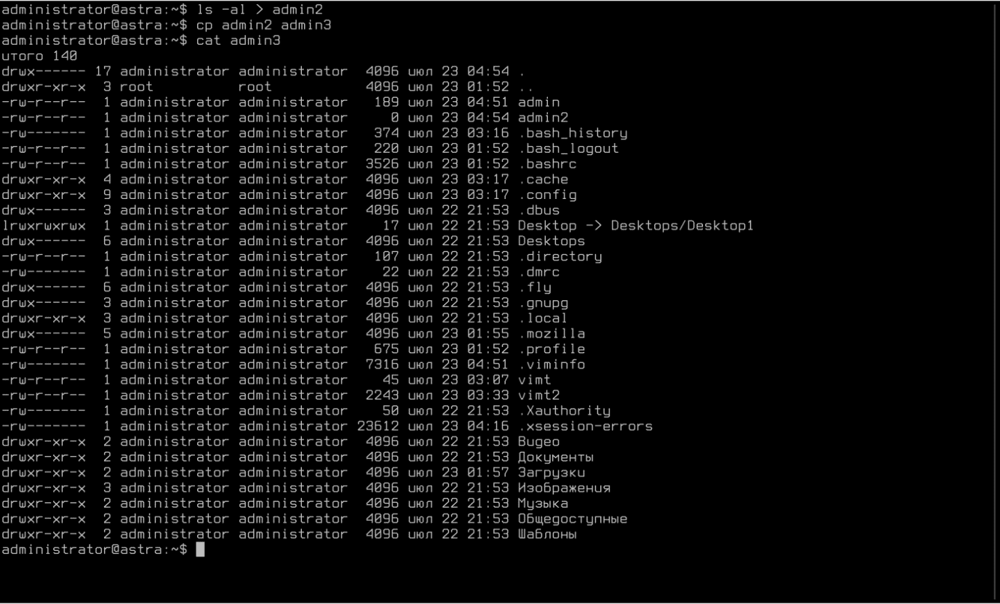 administrator@astra:~$ ls -al > admin2
administrator@astra:~$ cp admin2 admin3
administrator@astra:~$ cat admin3
итого 140
drwx------ 17 administrator administrator  4096 июл 23 04:54 .
drwxr-xr-x  3 root          root           4096 июл 23 01:52 ..
-rw-r--r--  1 administrator administrator   189 июл 23 04:51 admin
-rw-r--r--  1 administrator administrator     0 июл 23 04:54 admin2
-rw-------  1 administrator administrator   374 июл 23 03:16 .bash_history
-rw-r--r--  1 administrator administrator   220 июл 23 01:52 .bash_logout
-rw-r--r--  1 administrator administrator  3526 июл 23 01:52 .bashrc
drwxr-xr-x  4 administrator administrator  4096 июл 23 03:17 .cache
drwxr-xr-x  9 administrator administrator  4096 июл 23 03:17 .config
drwx------  3 administrator administrator  4096 июл 22 21:53 .dbus
lrwxrwxrwx  1 administrator administrator    17 июл 22 21:53 Desktop -> Desktops/Desktop1
drwx------  6 administrator administrator  4096 июл 22 21:53 Desktops
-rw-r--r--  1 administrator administrator   107 июл 22 21:53 .directory
-rw-------  1 administrator administrator    22 июл 22 21:53 .dmrc
drwx------  6 administrator administrator  4096 июл 22 21:53 .fly
drwx------  3 administrator administrator  4096 июл 22 21:53 .gnupg
drwxr-xr-x  3 administrator administrator  4096 июл 22 21:53 .local
drwx------  5 administrator administrator  4096 июл 23 01:55 .mozilla
-rw-r--r--  1 administrator administrator   675 июл 23 01:52 .profile
-rw-------  1 administrator administrator  7316 июл 23 04:51 .viminfo
-rw-r--r--  1 administrator administrator    45 июл 23 03:07 vimt
-rw-r--r--  1 administrator administrator  2243 июл 23 03:33 vimt2
-rw-------  1 administrator administrator    50 июл 22 21:53 .Xauthority
-rw-------  1 administrator administrator 23612 июл 23 04:16 .xsession-errors
drwxr-xr-x  2 administrator administrator  4096 июл 22 21:53 Видео
drwxr-xr-x  2 administrator administrator  4096 июл 22 21:53 Документы
drwxr-xr-x  2 administrator administrator  4096 июл 23 01:57 Загрузки
drwxr-xr-x  3 administrator administrator  4096 июл 22 21:53 Изображения
drwxr-xr-x  2 administrator administrator  4096 июл 22 21:53 Музыка
drwxr-xr-x  2 administrator administrator  4096 июл 22 21:53 Общедоступные
drwxr-xr-x  2 administrator administrator  4096 июл 22 21:53 Шаблоны
administrator@astra:~$